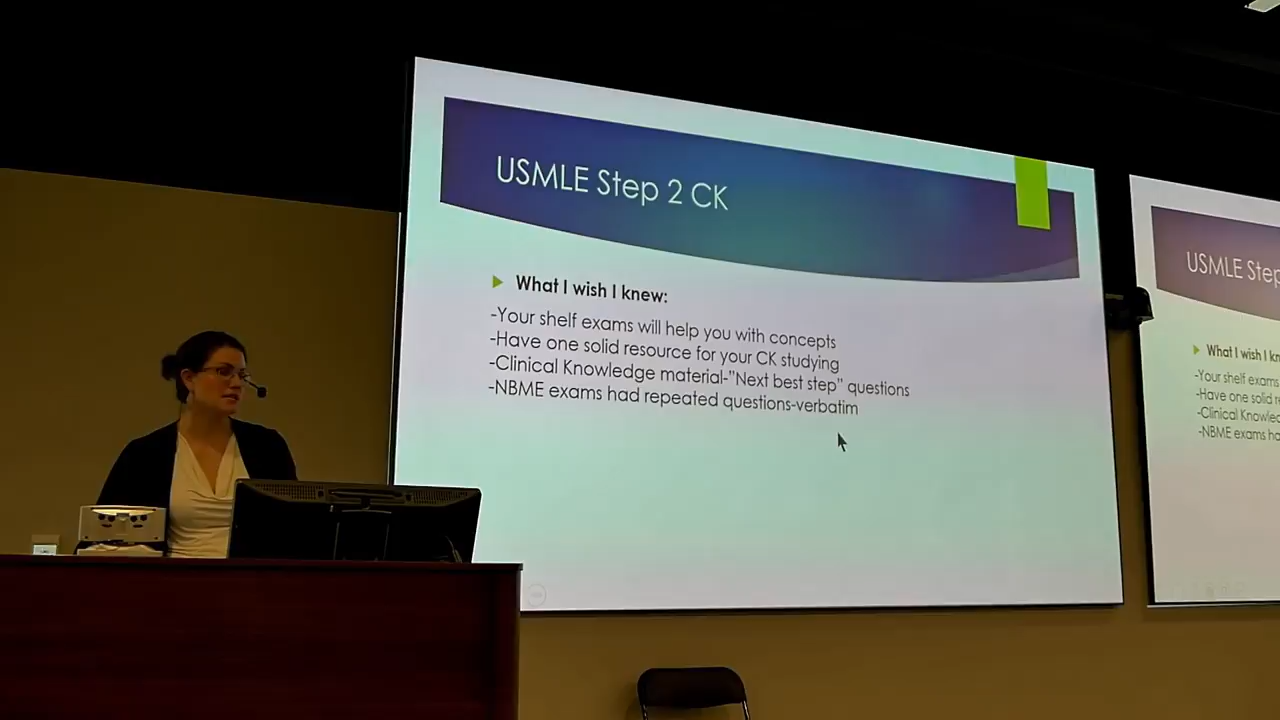 USMLE Step 2 CK
What I wish I knew:
-Your shelf exams will help you with concepts
-Have one solid resource for your CK studying
-Clinical Knowledge material-"Next best step" questions
-NBME exams had repeated questions-verbatim
USMLE Step
What I wish I kn
-Your shelf exams
-Have one solid re
-Clinical Knowled
-NBME exams ha